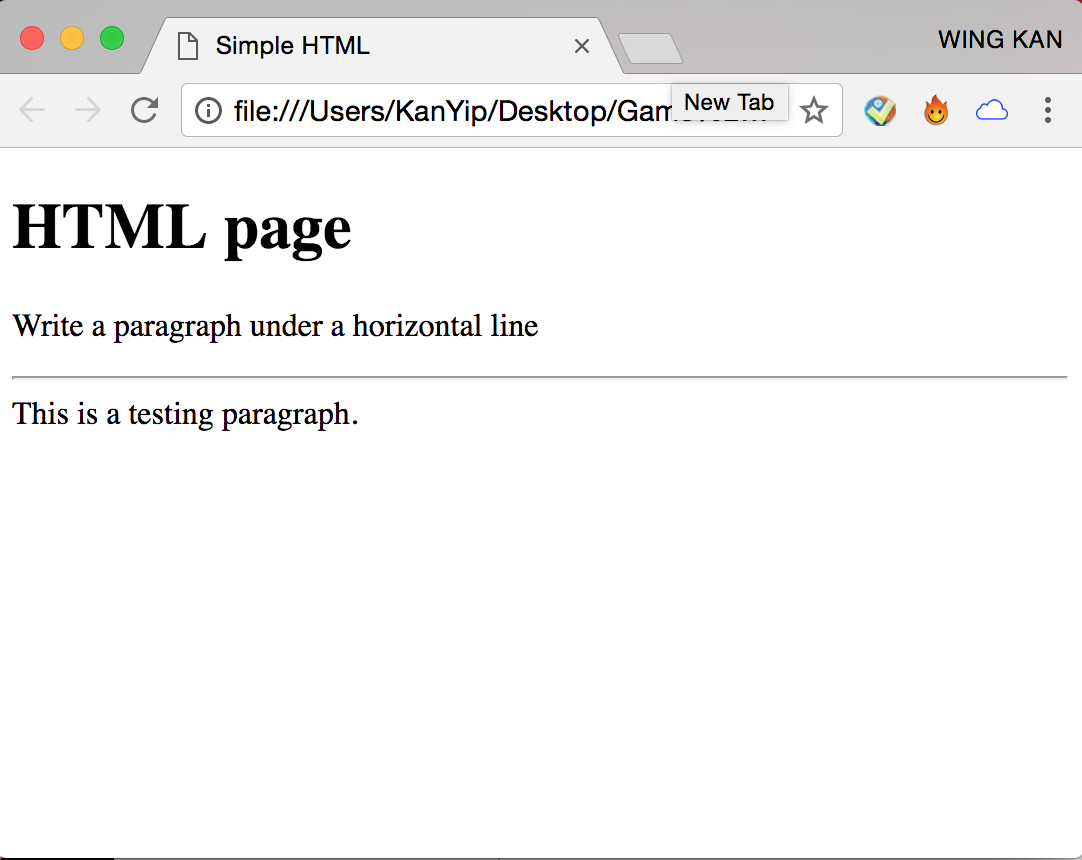 Simple HTML
WING KAN
file:///Users/KanYip/Desktop/Gam
New Tab
HTML page
Write a paragraph under a horizontal line
This is a testing paragraph.